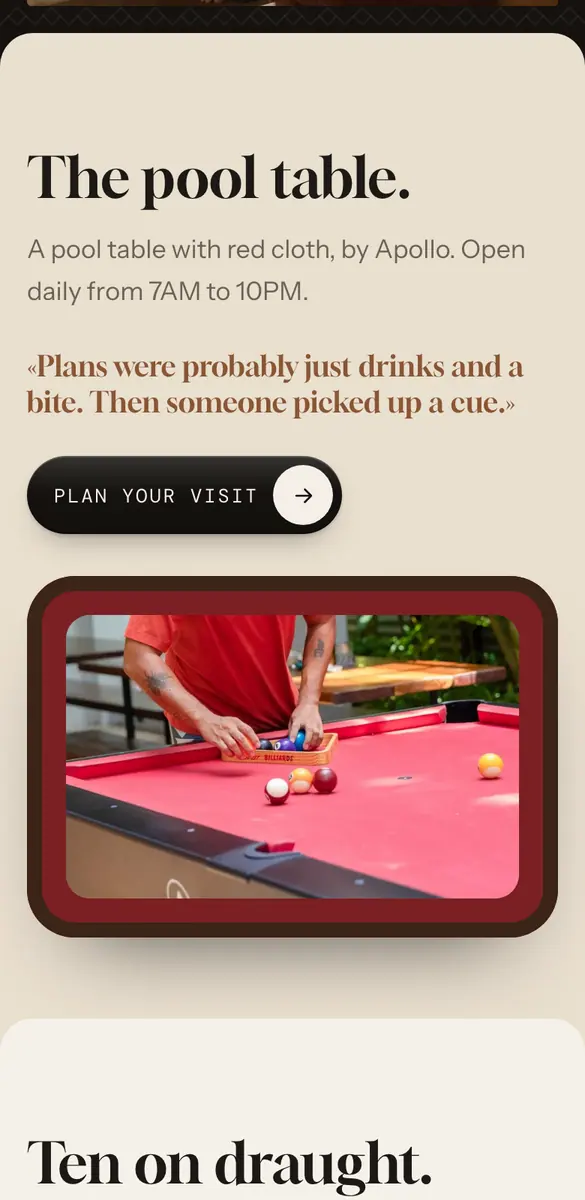 The pool table.
A pool table with red cloth, by Apollo. Open
daily from 7AM to 10PM.
«Plans were probably just drinks and a
bite. Then someone picked up a cue.»
PLAN YOUR VISIT
BILLIARDS
Ten on draught.